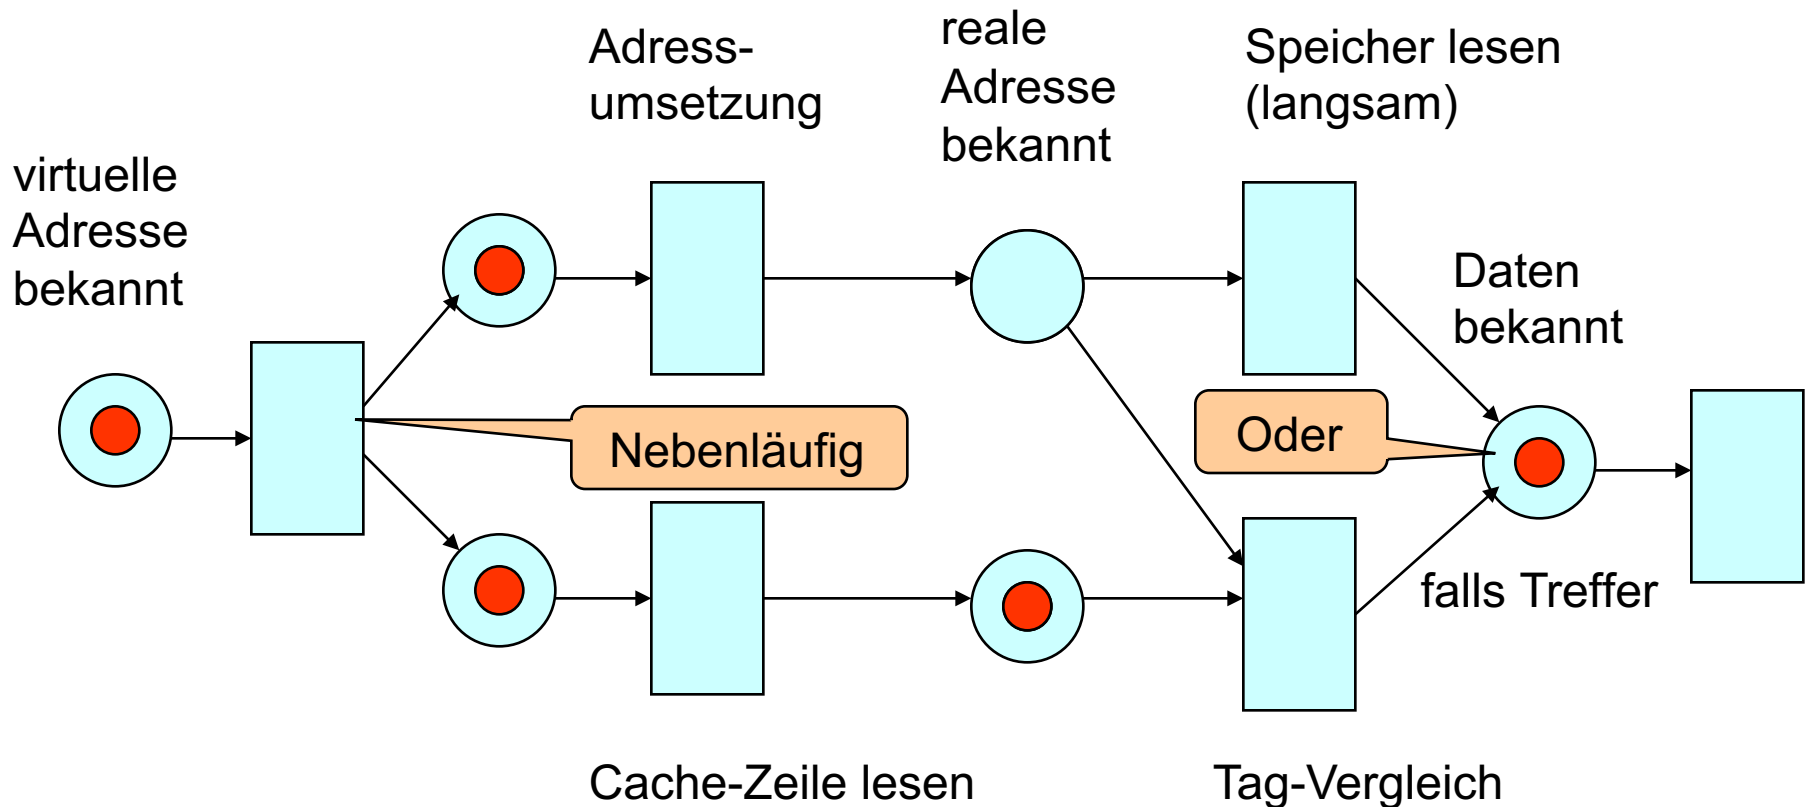 virtuelle
Adresse
bekannt
Adress-
umsetzung
reale
Adresse
bekannt
Speicher lesen
(langsam)
Daten
bekannt
Nebenläufig
Oder
falls Treffer
Cache-Zeile lesen
Tag-Vergleich